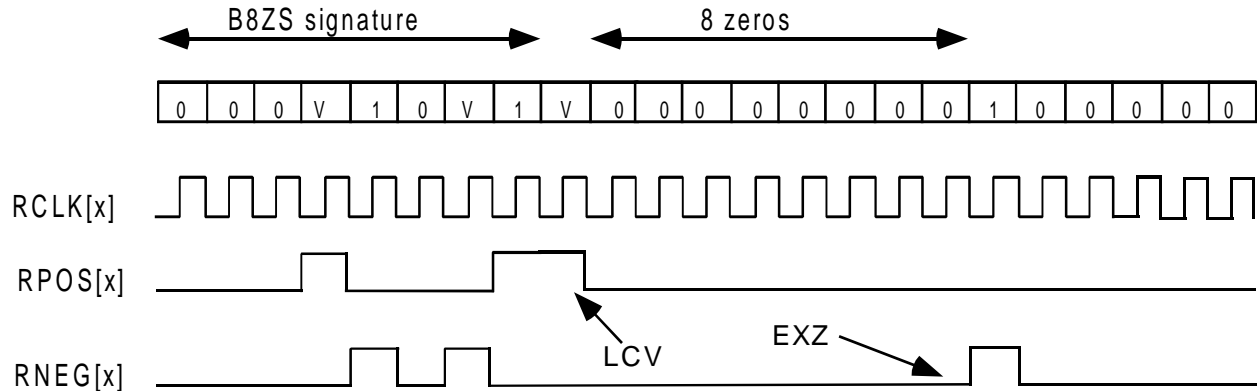 B8ZS signature 8 zeros
0 0 0 V 1 0 V 1 V 0 0 0 0 0 0 0 0 1 0 0 0 0 0
RCLK[x]
RPOS[x]
LCV
EXZ
RNEG[x]